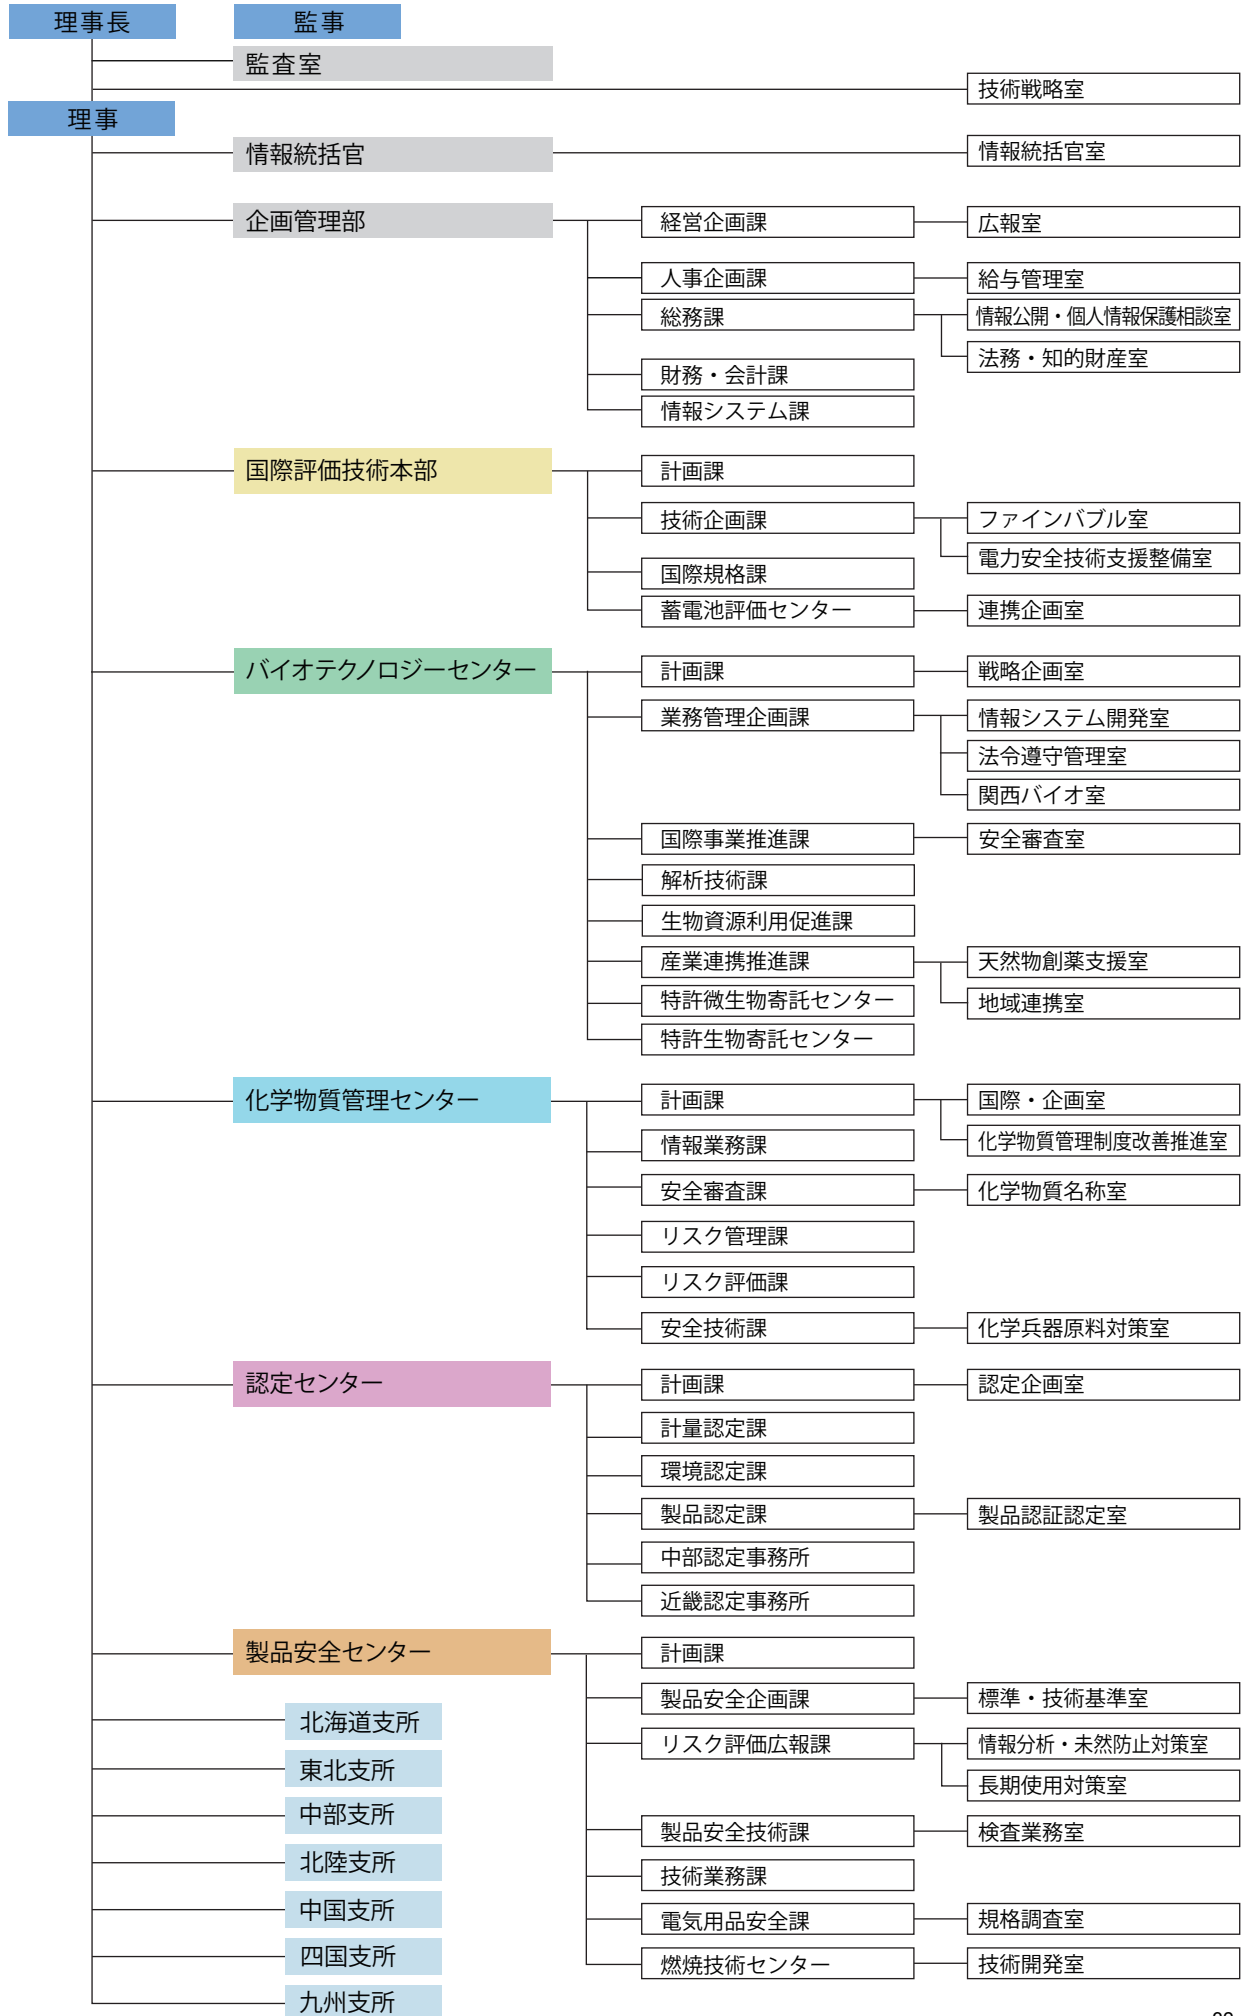 理事長
監事
監査室
技術戦略室
理事
情報統括官
情報統括官室
企画管理部
経営企画課
広報室
人事企画課
給与管理室
総務課
情報公開・個人情報保護相談室
法務・知的財産室
財務・会計課
情報システム課
国際評価技術本部
計画課
技術企画課
ファインバブル室
電力安全技術支援整備室
国際規格課
蓄電池評価センター
連携企画室
バイオテクノロジーセンター
計画課
戦略企画室
業務管理企画課
情報システム開発室
法令遵守管理室
関西バイオ室
国際事業推進課
安全審査室
解析技術課
生物資源利用促進課
産業連携推進課
天然物創薬支援室
地域連携室
特許微生物寄託センター
特許生物寄託センター
化学物質管理センター
計画課
国際・企画室
化学物質管理制度改善推進室
情報業務課
安全審査課
化学物質名称室
リスク管理課
リスク評価課
安全技術課
化学兵器原料対策室
認定センター
計画課
認定企画室
計量認定課
環境認定課
製品認定課
製品認証認定室
中部認定事務所
近畿認定事務所
製品安全センター
計画課
製品安全企画課
標準・技術基準室
リスク評価広報課
情報分析・未然防止対策室
長期使用対策室
製品安全技術課
検査業務室
技術業務課
電気用品安全課
規格調査室
燃焼技術センター
技術開発室
北海道支所
東北支所
中部支所
北陸支所
中国支所
四国支所
九州支所